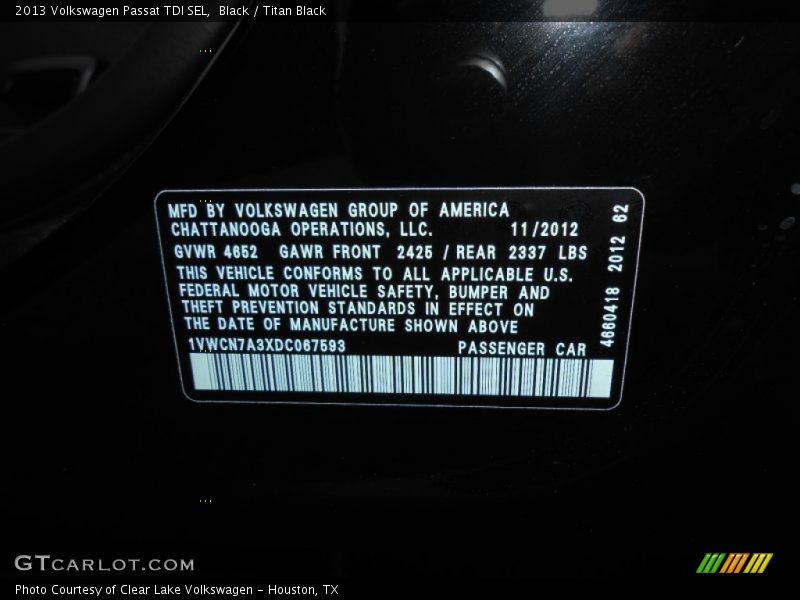 2013 Volkswagen Passat TDI SEL,  Black / Titan Black
MFD BY VOLKSWAGEN GROUP OF AMERICA
CHATTANOOGA OPERATIONS, LLC. 11/2012
GVWR 4652 GAWR FRONT 2425 / REAR 2337 LBS
THIS VEHICLE CONFORMS TO ALL APPLICABLE U.S.
FEDERAL MOTOR VEHICLE SAFETY, BUMPER AND
THEFT PREVENTION STANDARDS IN EFFECT ON
THE DATE OF MANUFACTURE SHOWN ABOVE
1VWCN7A3XDC067593 PASSENGER CAR
4660418 2012 62
GTCARLOT.COM
Photo Courtesy of Clear Lake Volkswagen - Houston, TX